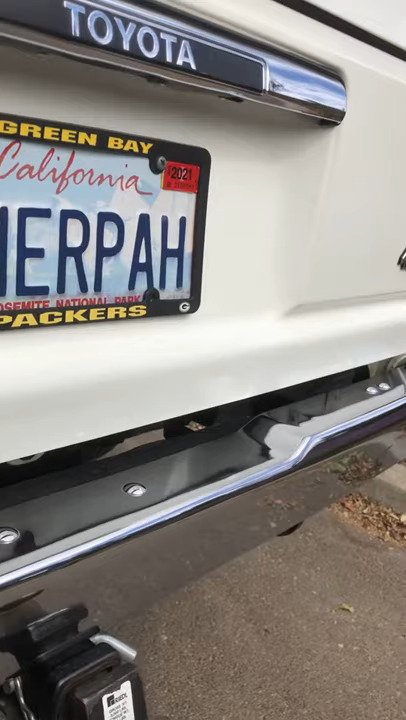 TOYOTA
GREEN BAY
California
2021
HERPAH
YOSEMITE NATIONAL PARK
PACKERS
G